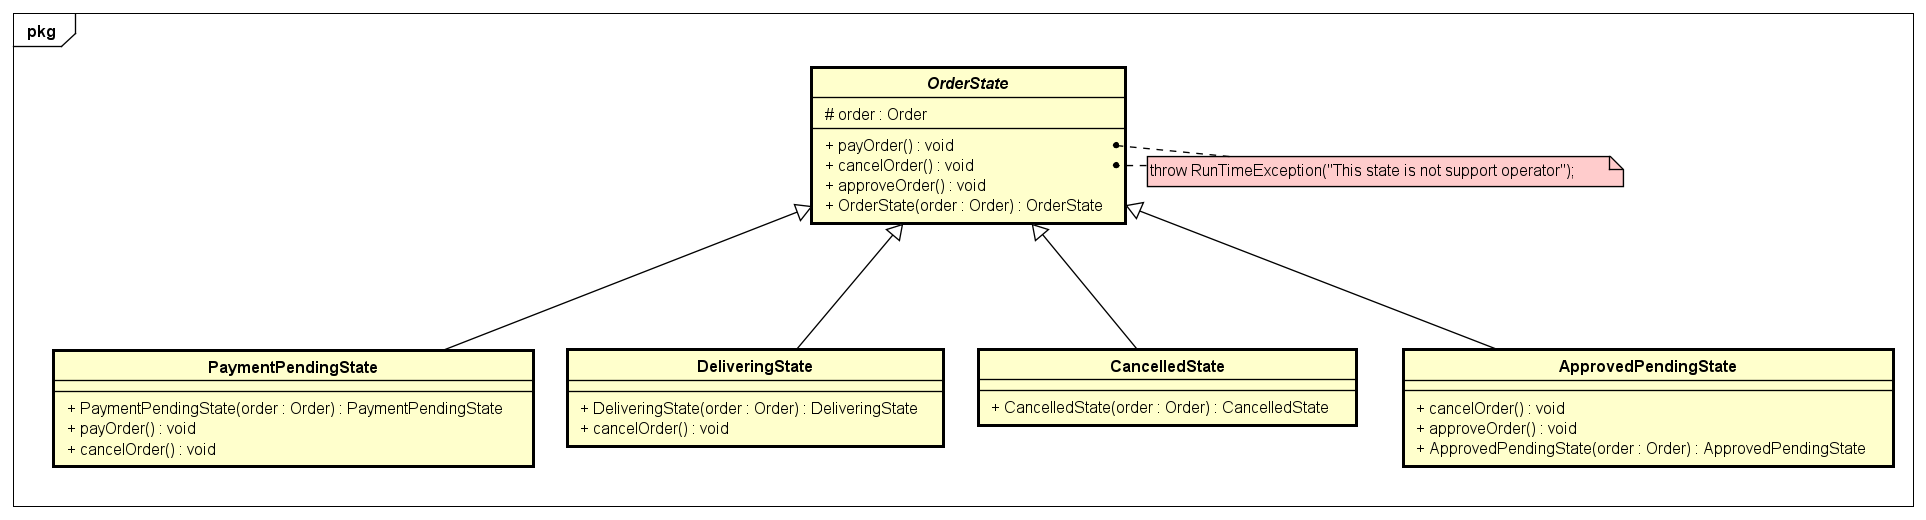 pkg
OrderState
# order : Order
+ payOrder() : void
+ cancelOrder() : void
+ approveOrder() : void
+ OrderState(order : Order) : OrderState
throw RunTimeException("This state is not support operator");
PaymentPendingState
+ PaymentPendingState(order : Order) : PaymentPendingState
+ payOrder() : void
+ cancelOrder() : void
DeliveringState
+ DeliveringState(order : Order) : DeliveringState
+ cancelOrder() : void
CancelledState
+ CancelledState(order : Order) : CancelledState
ApprovedPendingState
+ cancelOrder() : void
+ approveOrder() : void
+ ApprovedPendingState(order : Order) : ApprovedPendingState